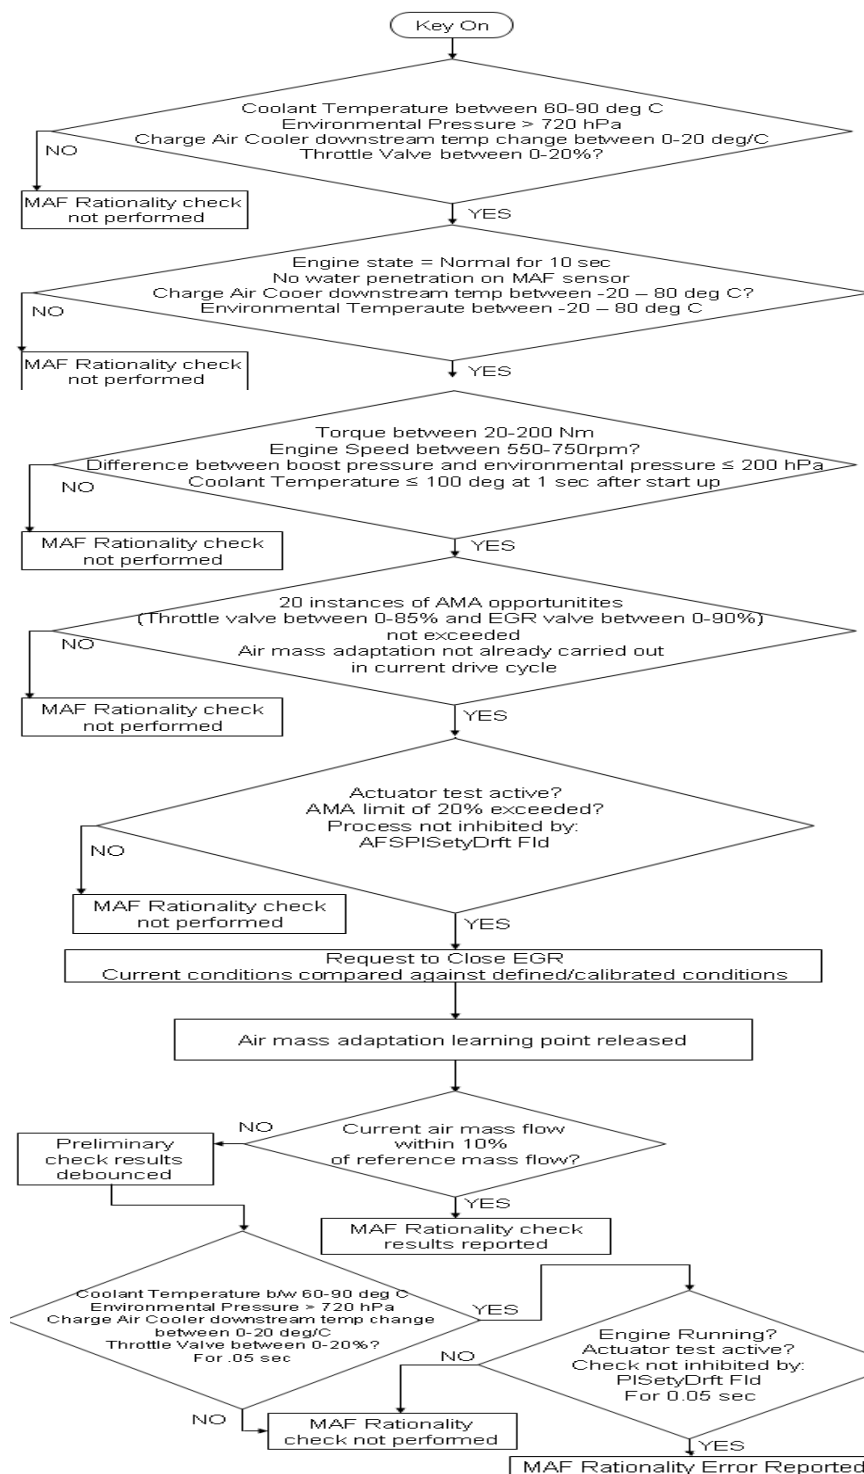 Key On
Coolant Temperature between 60-90 deg C
Environmental Pressure > 720 hPa
Charge Air Cooler downstream temp change between 0-20 deg/C
Throttle Valve between 0-20%?
NO
MAF Rationality check
not performed
YES
Engine state = Normal for 10 sec
No water penetration on MAF sensor
Charge Air Cooer downstream temp between -20 – 80 deg C?
Environmental Temperaute between -20 – 80 deg C
NO
MAF Rationality check
not performed
YES
Torque between 20-200 Nm
Engine Speed between 550-750rpm?
Difference between boost pressure and environmental pressure ≤ 200 hPa
Coolant Temperature ≤ 100 deg at 1 sec after start up
NO
MAF Rationality check
not performed
YES
20 instances of AMA opportunitites
(Throttle valve between 0-85% and EGR valve between 0-90%)
not exceeded
Air mass adaptation not already carried out
in current drive cycle
NO
MAF Rationality check
not performed
YES
Actuator test active?
AMA limit of 20% exceeded?
Process not inhibited by:
AFSPlSetyDrft Fld
NO
MAF Rationality check
not performed
YES
Request to Close EGR
Current conditions compared against defined/calibrated conditions
Air mass adaptation learning point released
Current air mass flow
within 10%
of reference mass flow?
NO
Preliminary
check results
debounced
YES
MAF Rationality check
results reported
Coolant Temperature b/w 60-90 deg C
Environmental Pressure > 720 hPa
Charge Air Cooler downstream temp change
between 0-20 deg/C
Throttle Valve between 0-20%?
For .05 sec
YES
Engine Running?
Actuator test active?
Check not inhibited by:
PlSetyDrft Fld
For 0.05 sec
NO
NO
MAF Rationality
check not performed
YES
MAF Rationality Error Reported